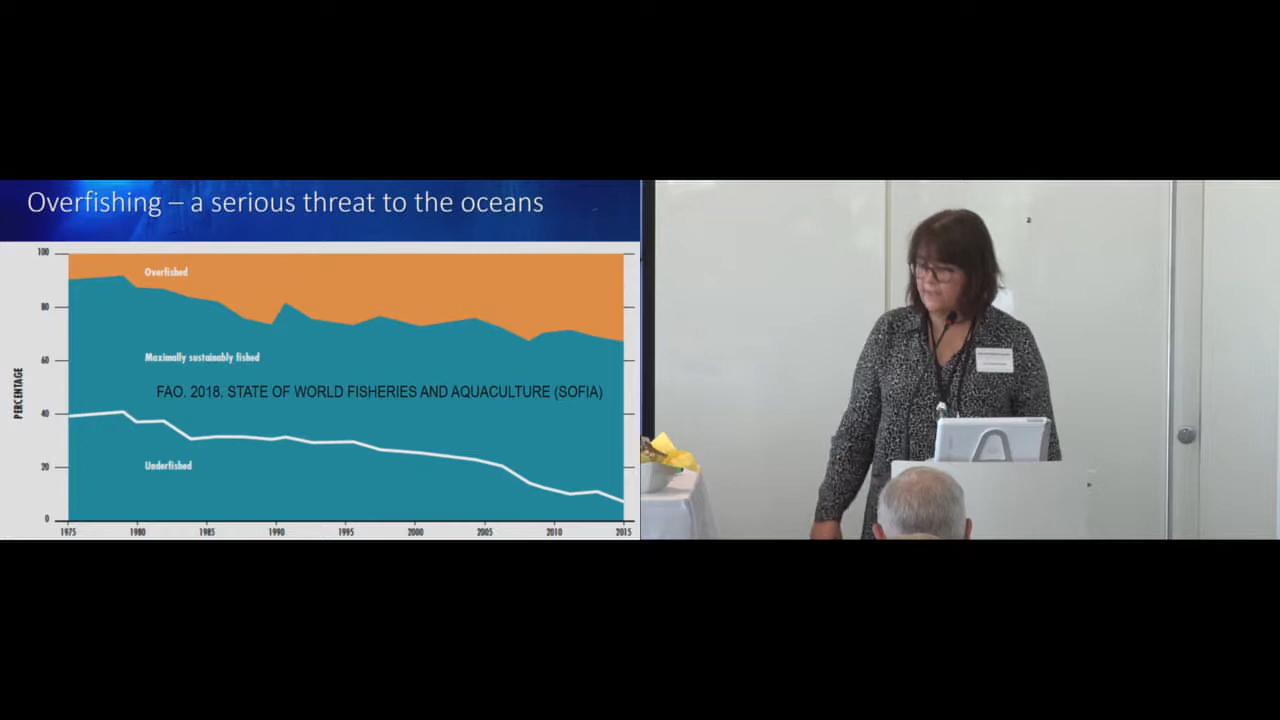 Overfishing – a serious threat to the oceans
100
Overfished
80
Maximally sustainably fished
60
PERCENTAGE
FAO. 2018. STATE OF WORLD FISHERIES AND AQUACULTURE (SOFIA)
40
20
Underfished
0
1975 1980 1985 1990 1995 2000 2005 2010 2015